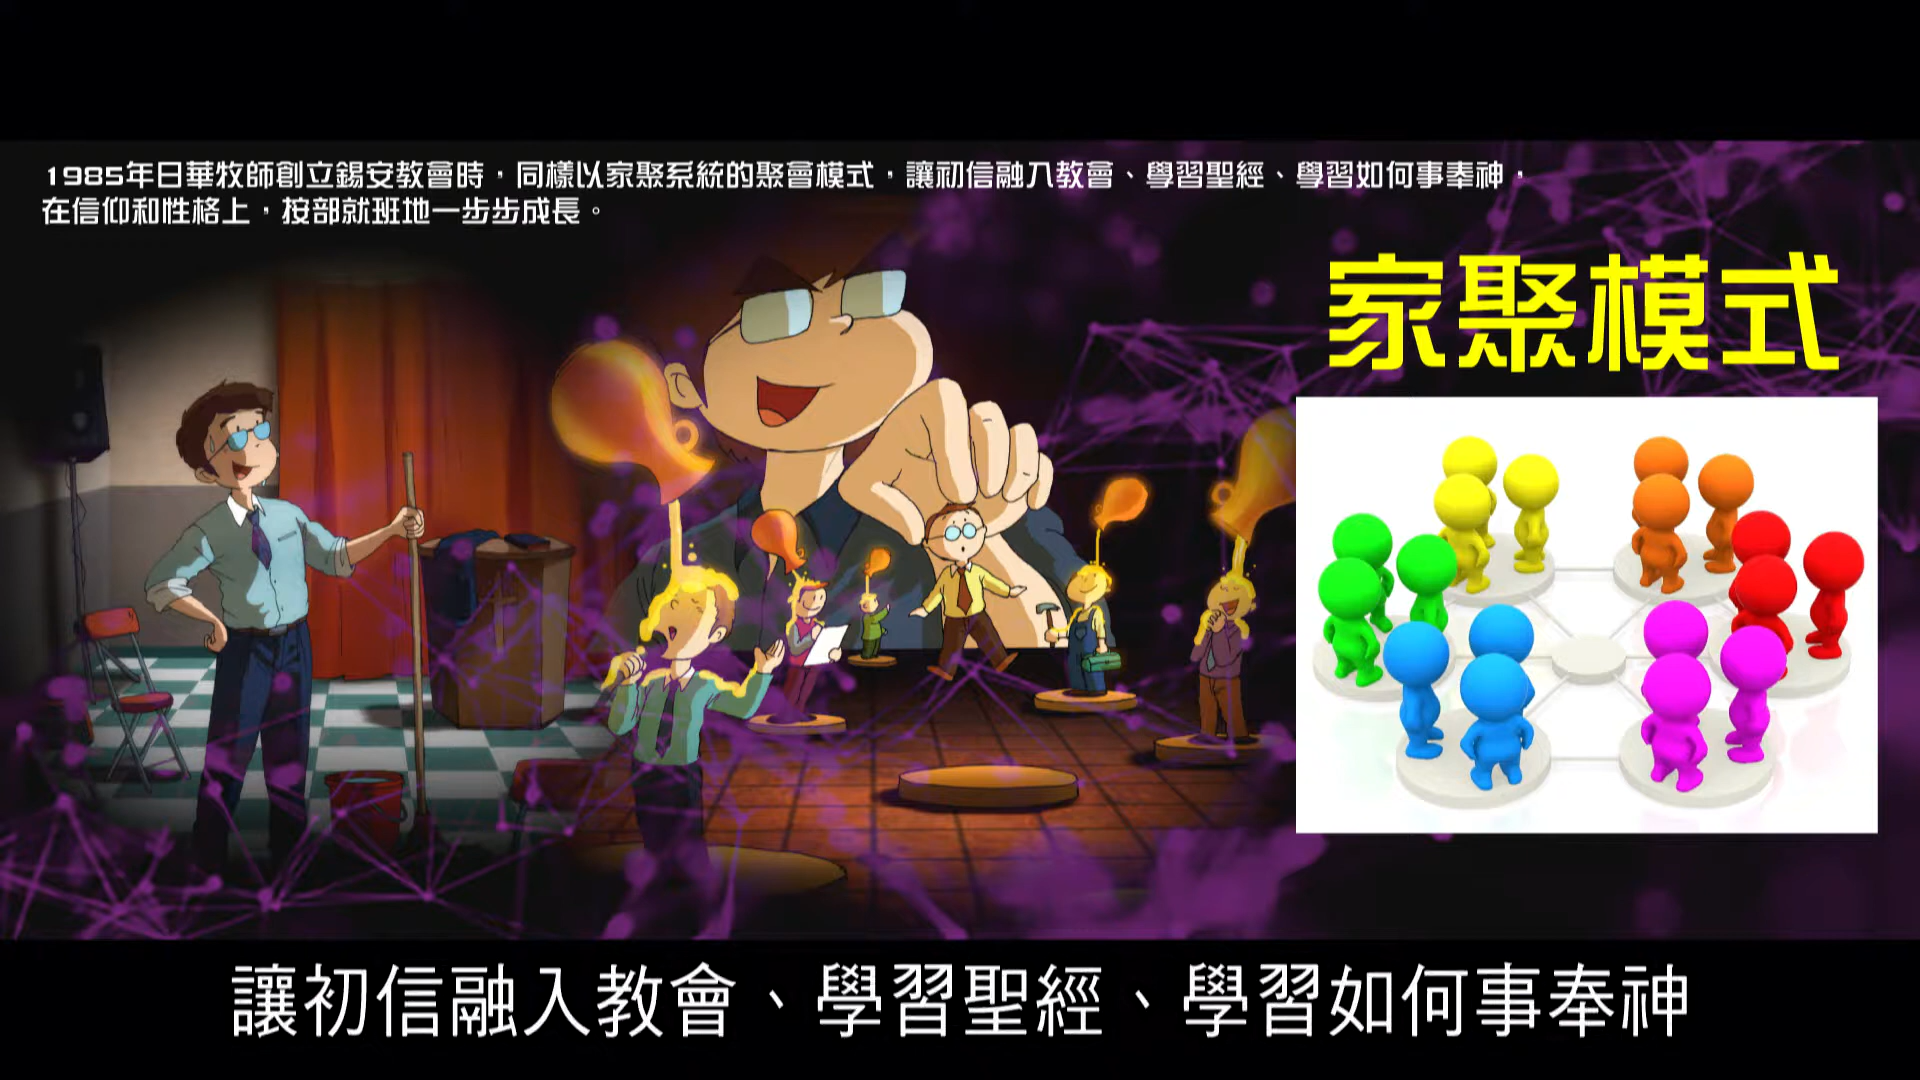 1985年日華牧師創立錫安教會時，同樣以家聚系統的聚會模式，讓初信融入教會、學習聖經、學習如何事奉神，
在信仰和性格上，按部就班地一步步成長。
家聚模式
讓初信融入教會、學習聖經、學習如何事奉神